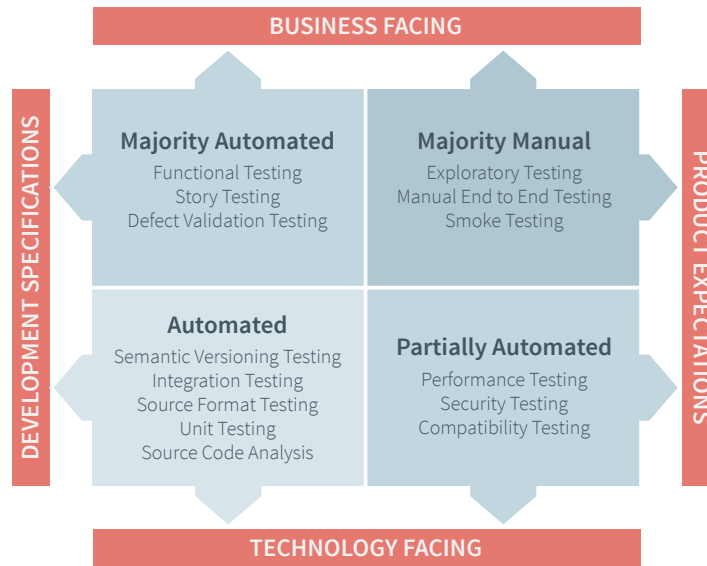 BUSINESS FACING
DEVELOPMENT SPECIFICATIONS
Majority Automated
Functional Testing
Story Testing
Defect Validation Testing
Majority Manual
Exploratory Testing
Manual End to End Testing
Smoke Testing
PRODUCT EXPECTATIONS
Automated
Semantic Versioning Testing
Integration Testing
Source Format Testing
Unit Testing
Source Code Analysis
Partially Automated
Performance Testing
Security Testing
Compatibility Testing
TECHNOLOGY FACING